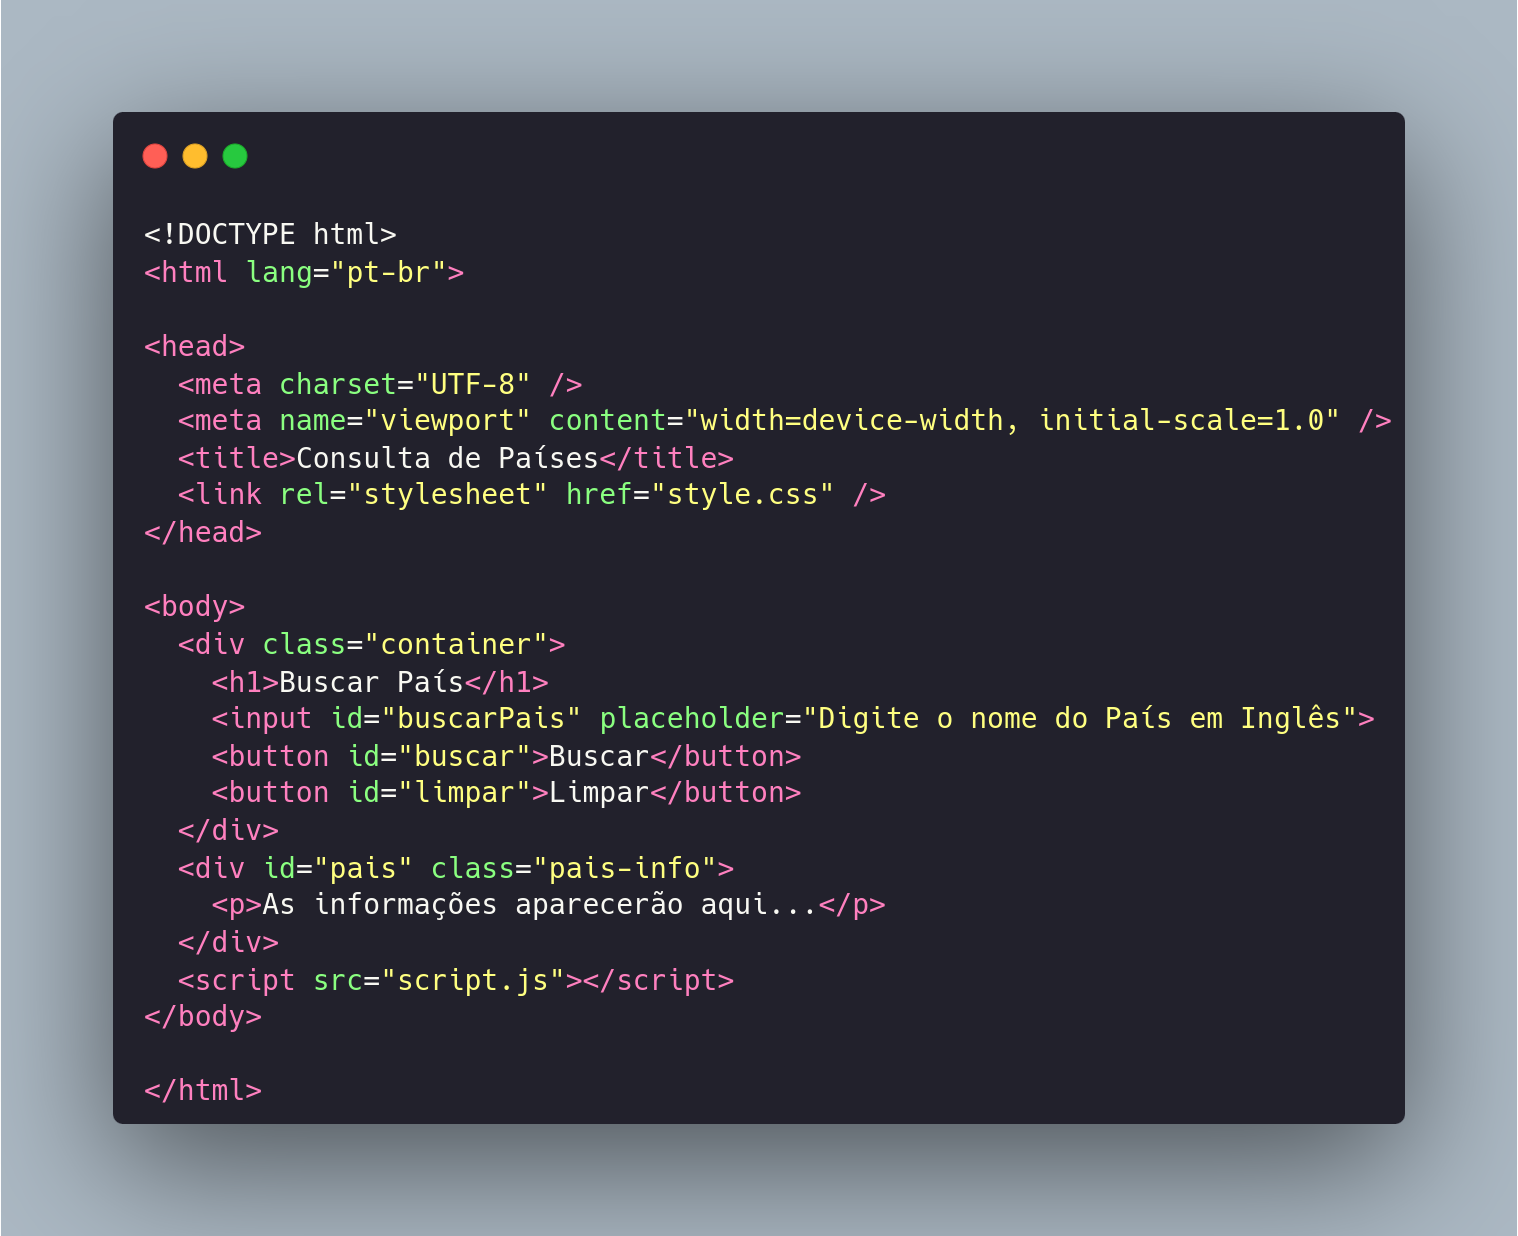 <!DOCTYPE html>
<html lang="pt-br">

<head>
  <meta charset="UTF-8" />
  <meta name="viewport" content="width=device-width, initial-scale=1.0" />
  <title>Consulta de Países</title>
  <link rel="stylesheet" href="style.css" />
</head>

<body>
  <div class="container">
    <h1>Buscar País</h1>
    <input id="buscarPais" placeholder="Digite o nome do País em Inglês">
    <button id="buscar">Buscar</button>
    <button id="limpar">Limpar</button>
  </div>
  <div id="pais" class="pais-info">
    <p>As informações aparecerão aqui...</p>
  </div>
  <script src="script.js"></script>
</body>

</html>